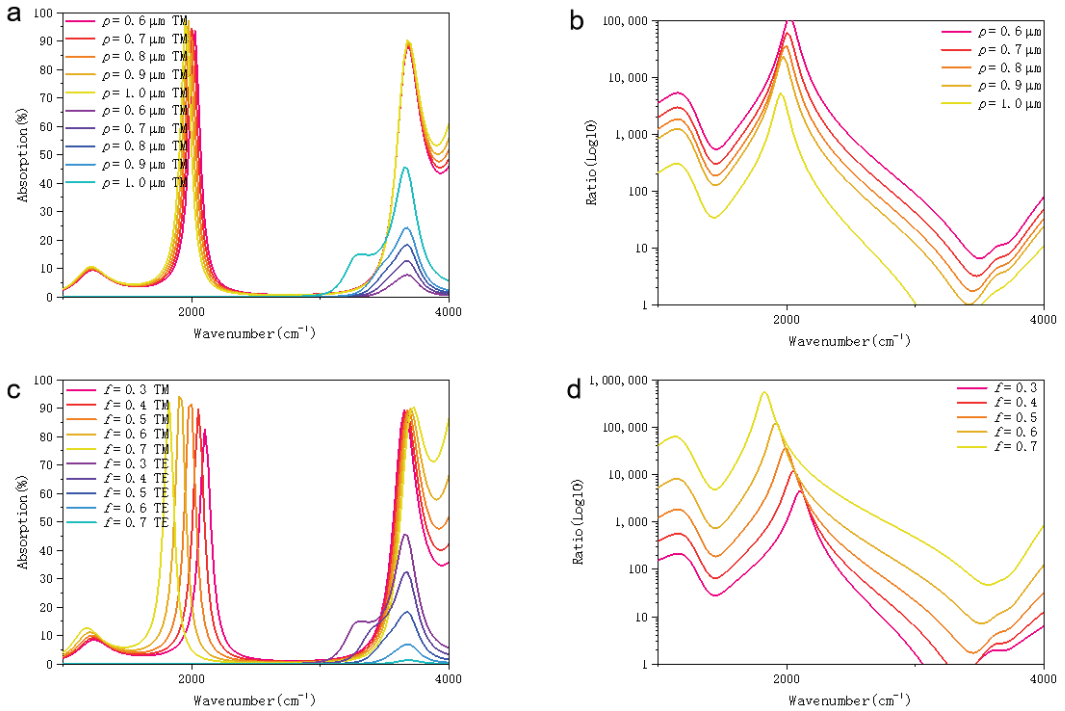 a
100
90
80
70
60
50
40
30
20
10
0
Absorption(%)
p= 0.6 μm TM
p= 0.7 μm TM
p= 0.8 μm TM
p= 0.9 μm TM
p= 1.0 μm TM
p= 0.6 μm TM
p= 0.7 μm TM
p= 0.8 μm TM
p= 0.9 μm TM
p= 1.0 μm TM
2000
4000
Wavenumber(cm⁻¹)
b
100,000
10,000
1,000
100
10
1
Ratio(Log10)
p= 0.6 μm
p= 0.7 μm
p= 0.8 μm
p= 0.9 μm
p= 1.0 μm
2000
4000
Wavenumber(cm⁻¹)
c
100
90
80
70
60
50
40
30
20
10
0
Absorption(%)
f= 0.3 TM
f= 0.4 TM
f= 0.5 TM
f= 0.6 TM
f= 0.7 TM
f= 0.3 TE
f= 0.4 TE
f= 0.5 TE
f= 0.6 TE
f= 0.7 TE
2000
4000
Wavenumber(cm⁻¹)
d
1,000,000
100,000
10,000
1,000
100
10
1
Ratio(Log10)
f= 0.3
f= 0.4
f= 0.5
f= 0.6
f= 0.7
2000
4000
Wavenumber(cm⁻¹)